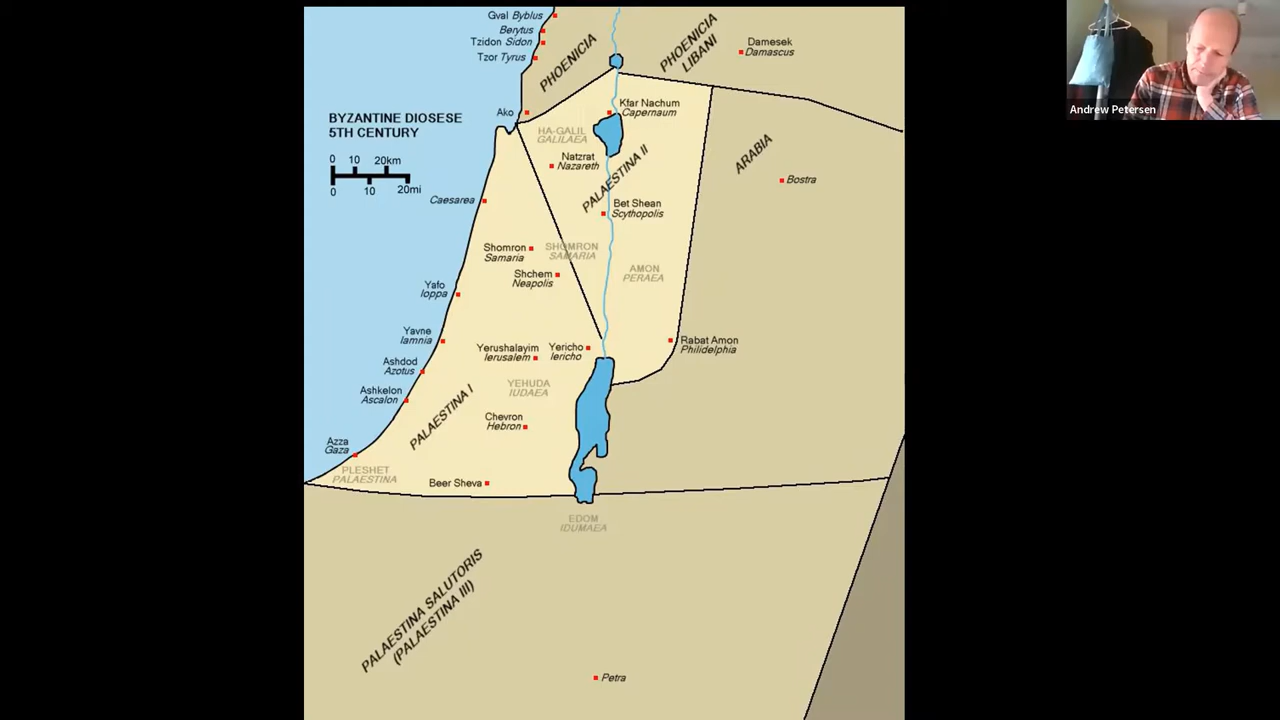 Gval Byblus
Berytus
Tzidon Sidon
Tzor Tyrus
PHOENICIA
PHOENICIA
LIBANI
Damesek
Damascus
Andrew Petersen
BYZANTINE DIOSESE
5TH CENTURY
0 10 20km
0 10 20mi
Ako
Kfar Nachum
Capernaum
HA-GALIL
GALILAEA
Natzrat
Nazareth
PALAESTINA II
ARABIA
Bostra
Caesarea
Bet Shean
Scythopolis
Shomron
Samaria
SHOMRON
SAMARIA
Shchem
Neapolis
AMON
PERAEA
Yafo
Ioppa
Yavne
Iamnia
Yerushalayim
Ierusalem
Yericho
Iericho
Rabat Amon
Philidelphia
Ashdod
Azotus
Ashkelon
Ascalon
YEHUDA
IUDAEA
PALAESTINA I
Chevron
Hebron
Azza
Gaza
PLESHET
PALAESTINA
Beer Sheva
EDOM
IDUMAEA
PALAESTINA SALUTORIS
(PALAESTINA III)
Petra